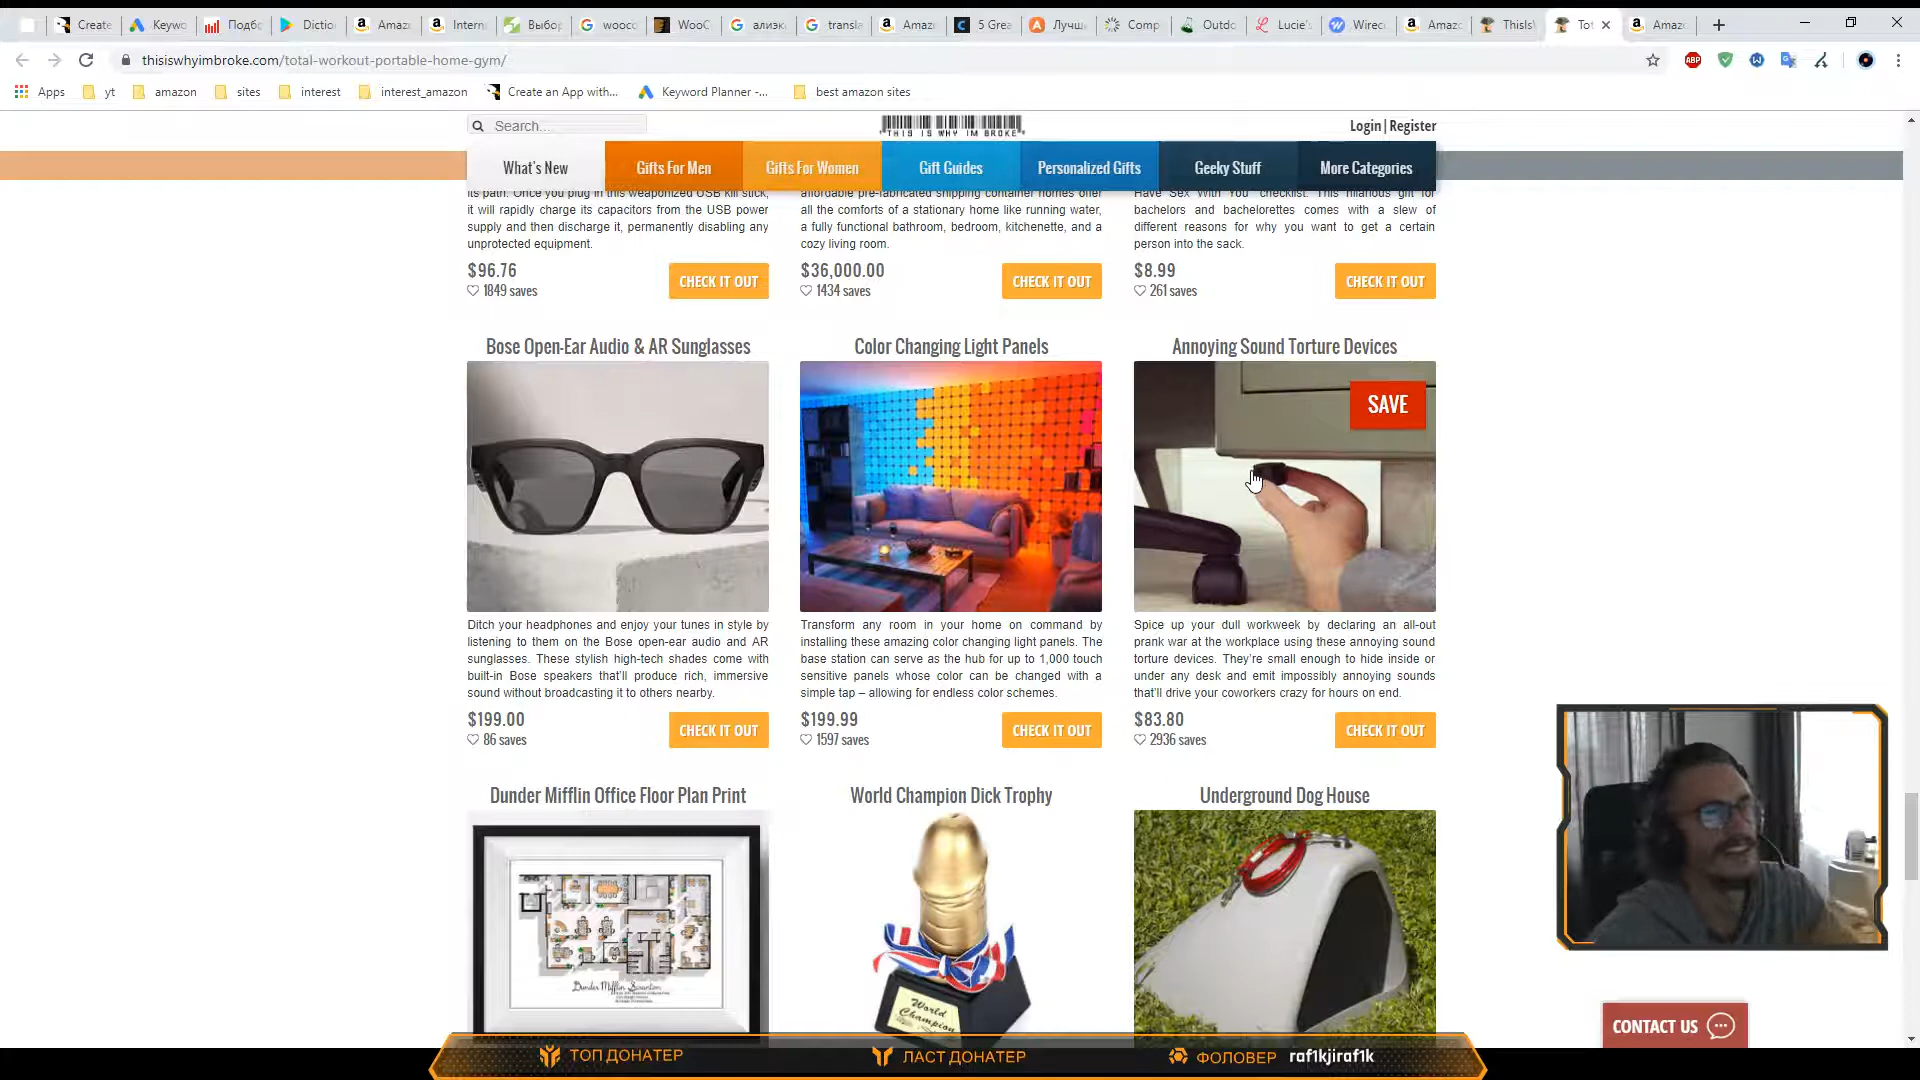 Create
Keywo
Подб
Dictio
Amaz
Intern
Выбор
wooco
WooC
ализк
transla
Amazo
5 Grea
Лучш
Comp
Outdo
Lucie's
Wirec
Amazo
ThisIsV
Tot
Amazo
thisiswhyimbroke.com/total-workout-portable-home-gym/
Apps yt amazon sites interest interest_amazon Create an App with... Keyword Planner -... best amazon sites
Search...
THIS IS WHY IM BROKE
Login | Register
What's New
Gifts For Men
Gifts For Women
Gift Guides
Personalized Gifts
Geeky Stuff
More Categories
its path. Once you plug in this weaponized USB kill stick,
it will rapidly charge its capacitors from the USB power
supply and then discharge it, permanently disabling any
unprotected equipment.
$96.76
1849 saves
CHECK IT OUT
affordable pre-fabricated shipping container homes offer
all the comforts of a stationary home like running water,
a fully functional bathroom, bedroom, kitchenette, and a
cozy living room.
$36,000.00
1434 saves
CHECK IT OUT
Have Sex With You" checklist. This hilarious gift for
bachelors and bachelorettes comes with a slew of
different reasons for why you want to get a certain
person into the sack.
$8.99
261 saves
CHECK IT OUT
Bose Open-Ear Audio & AR Sunglasses
Ditch your headphones and enjoy your tunes in style by
listening to them on the Bose open-ear audio and AR
sunglasses. These stylish high-tech shades come with
built-in Bose speakers that'll produce rich, immersive
sound without broadcasting it to others nearby.
$199.00
86 saves
CHECK IT OUT
Color Changing Light Panels
Transform any room in your home on command by
installing these amazing color changing light panels. The
base station can serve as the hub for up to 1,000 touch
sensitive panels whose color can be changed with a
simple tap – allowing for endless color schemes.
$199.99
1597 saves
CHECK IT OUT
Annoying Sound Torture Devices
SAVE
Spice up your dull workweek by declaring an all-out
prank war at the workplace using these annoying sound
torture devices. They're small enough to hide inside or
under any desk and emit impossibly annoying sounds
that'll drive your coworkers crazy for hours on end.
$83.80
2936 saves
CHECK IT OUT
Dunder Mifflin Office Floor Plan Print
Dunder Mifflin Scranton
World Champion Dick Trophy
World
Champion
Underground Dog House
CONTACT US
ТОП ДОНАТЕР
ЛАСТ ДОНАТЕР
ФОЛОВЕР raf1kjiraf1k